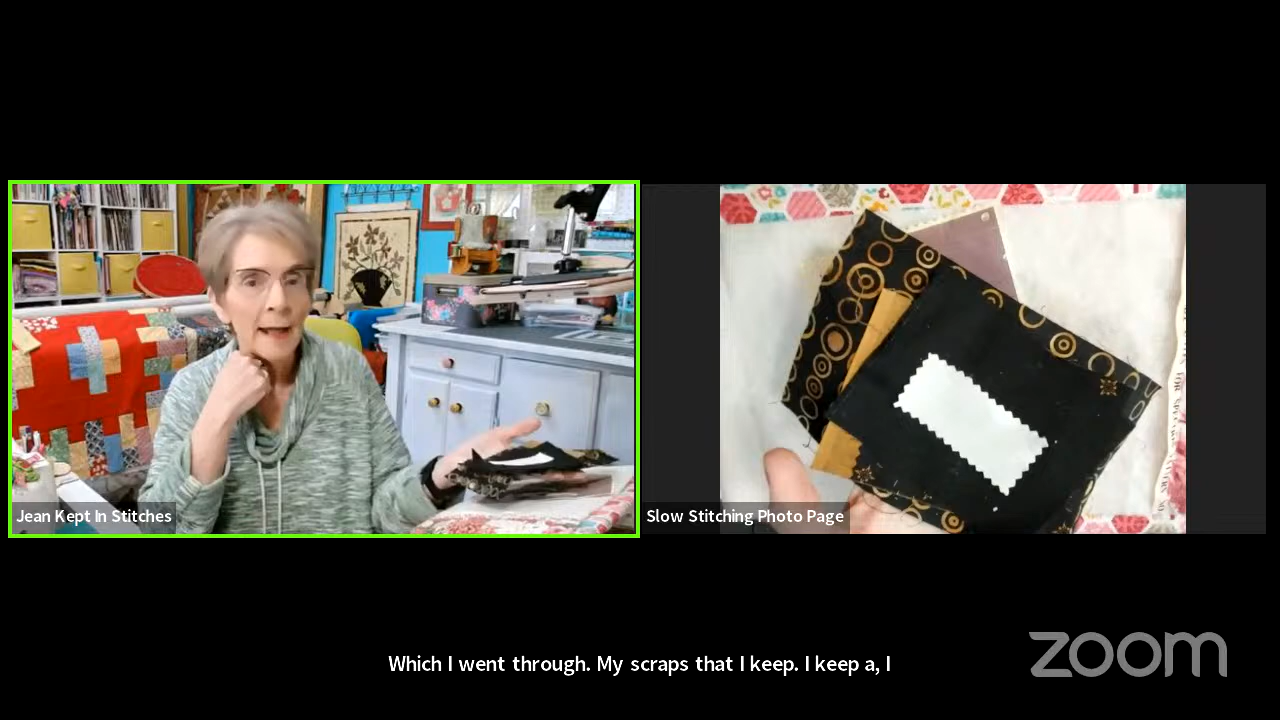 Jean Kept In Stitches
Slow Stitching Photo Page
Which I went through. My scraps that I keep. I keep a, I
zoom